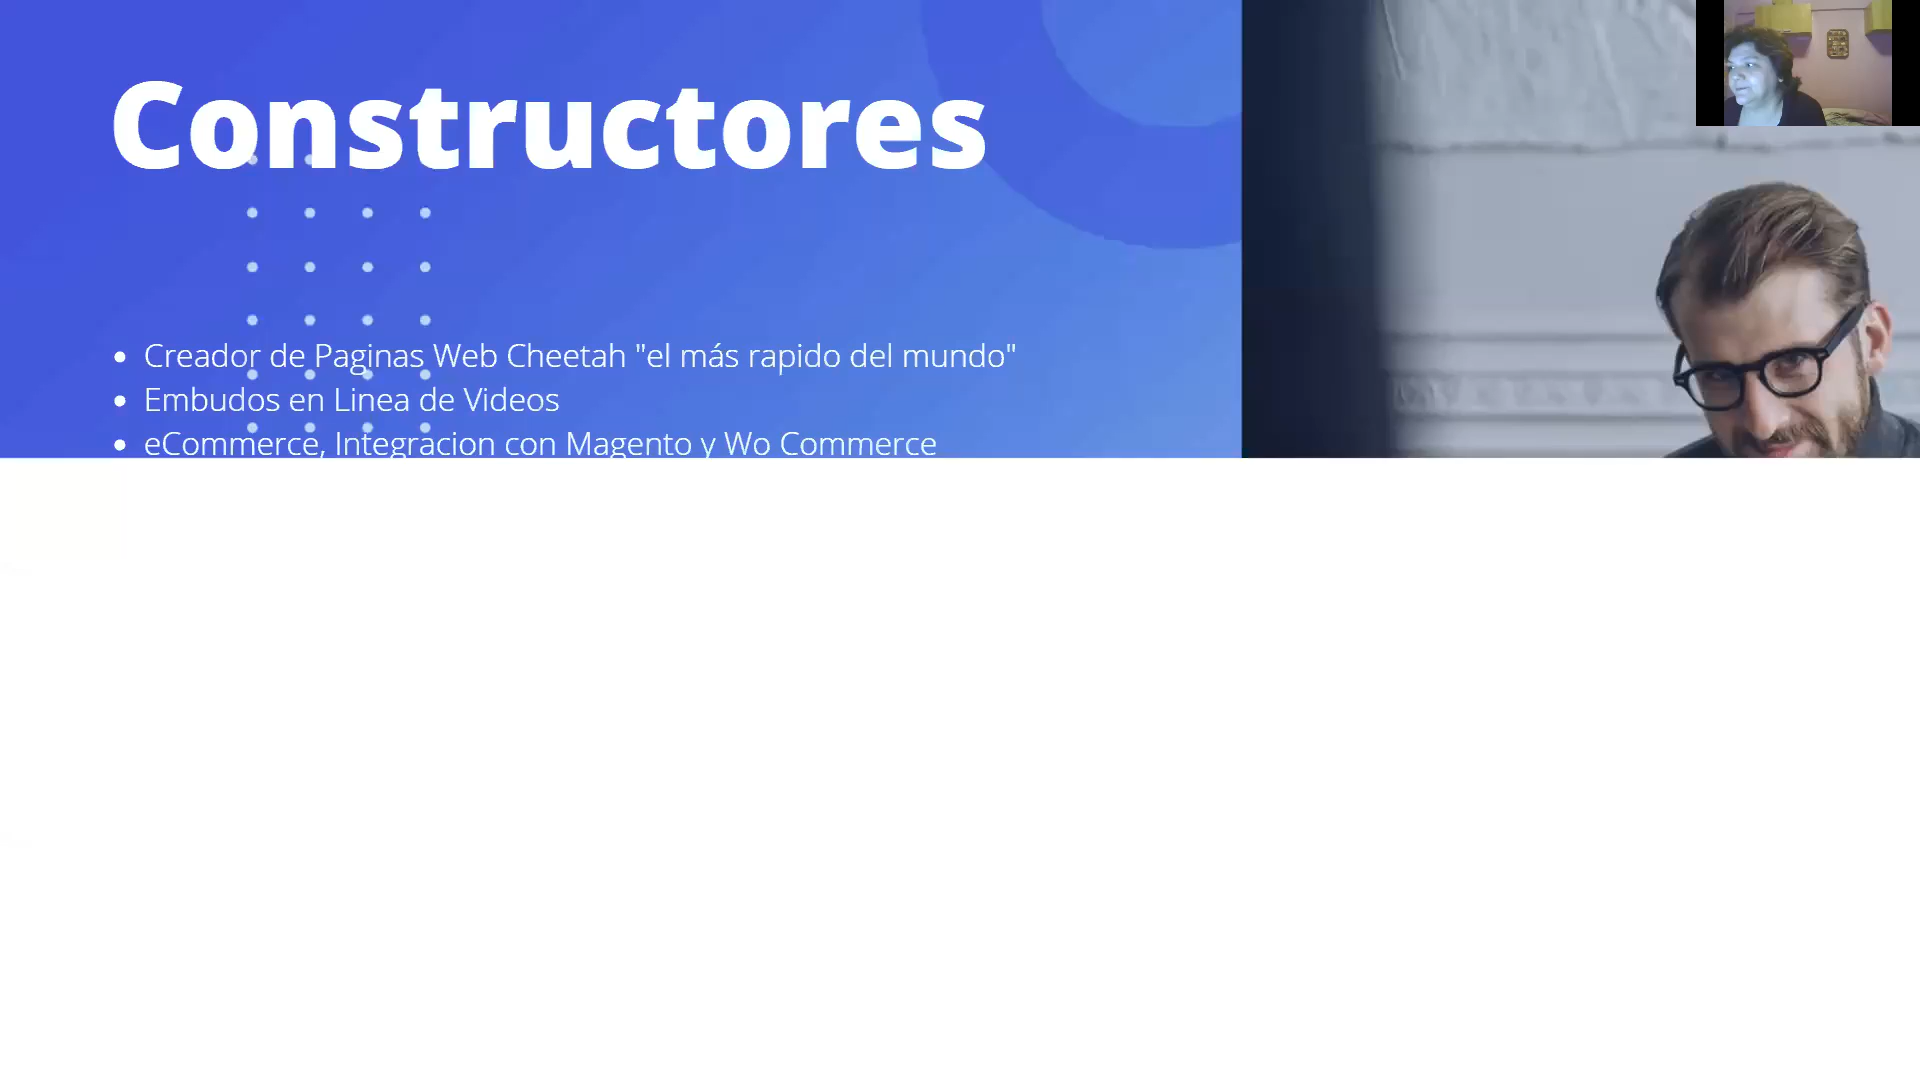 Constructores
Creador de Paginas Web Cheetah "el más rapido del mundo"
Embudos en Linea de Videos
eCommerce, Integracion con Magento y Wo Commerce